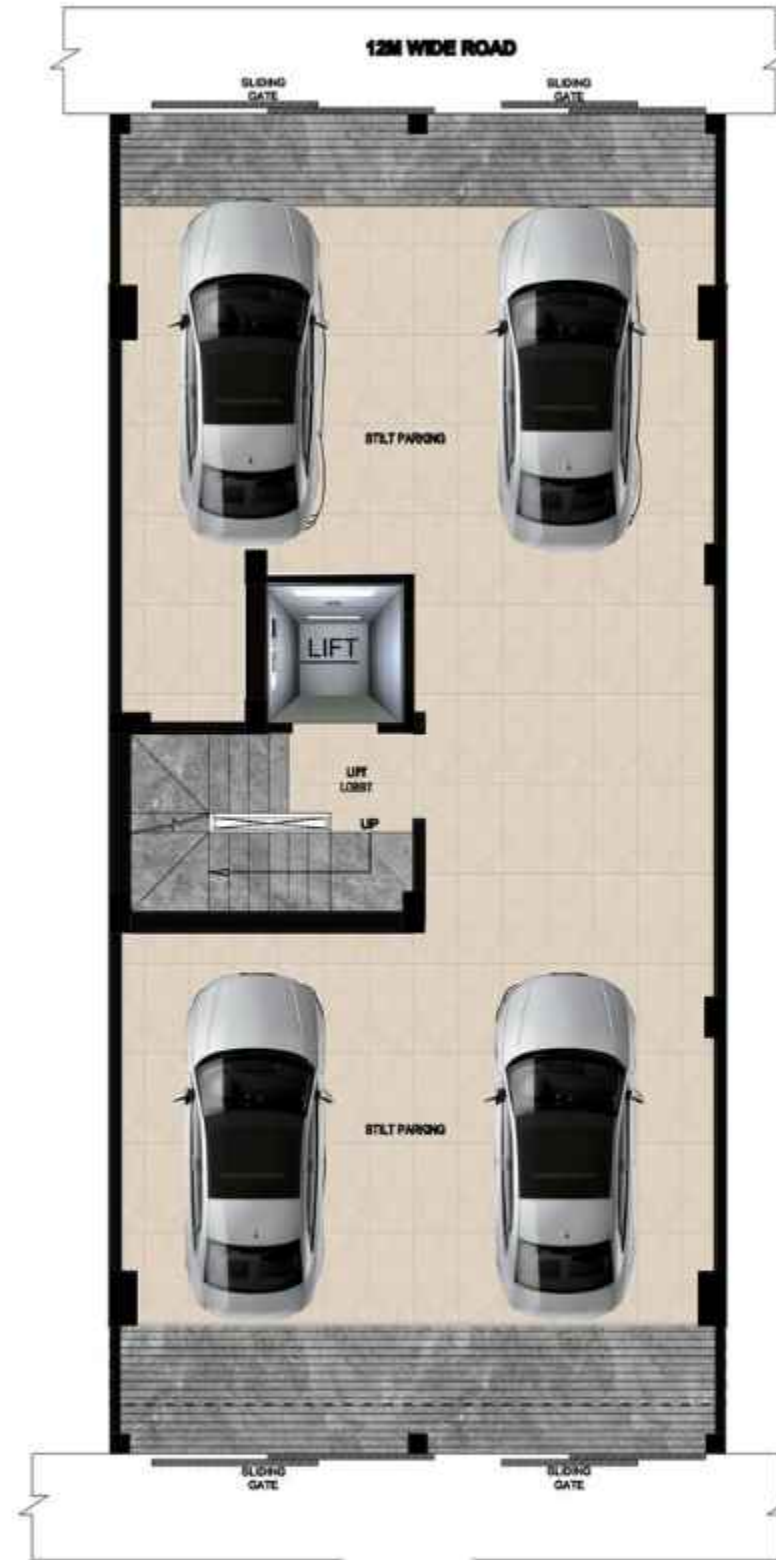 12M WIDE ROAD
SLIDING
GATE
SLIDING
GATE
STILT PARKING
LIFT
LIFT
LOBBY
UP
STILT PARKING
SLIDING
GATE
SLIDING
GATE